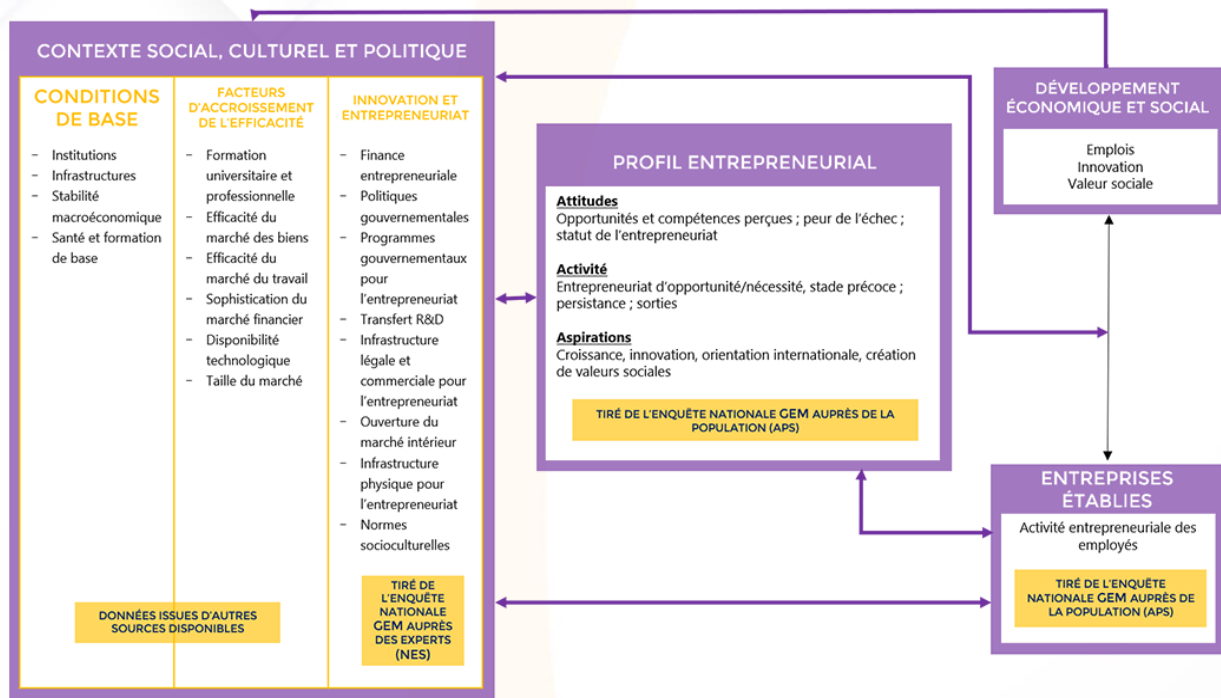 CONTEXTE SOCIAL, CULTUREL ET POLITIQUE
CONDITIONS
DE BASE
– Institutions
– Infrastructures
– Stabilité
macroéconomique
– Santé et formation
de base
FACTEURS
D'ACCROISSEMENT
DE L'EFFICACITÉ
– Formation
universitaire et
professionnelle
– Efficacité du
marché des biens
– Efficacité du
marché du travail
– Sophistication du
marché financier
– Disponibilité
technologique
– Taille du marché
DONNÉES ISSUES D'AUTRES
SOURCES DISPONIBLES
INNOVATION ET
ENTREPRENEURIAT
– Finance
entrepreneuriale
– Politiques
gouvernementales
– Programmes
gouvernementaux
pour
l'entrepreneuriat
– Transfert R&D
– Infrastructure
légale et
commerciale pour
l'entrepreneuriat
– Ouverture du
marché intérieur
– Infrastructure
physique pour
l'entrepreneuriat
– Normes
socioculturelles
TIRÉ DE
L'ENQUÊTE
NATIONALE
GEM AUPRÈS
DES EXPERTS
(NES)
PROFIL ENTREPRENEURIAL
Attitudes
Opportunités et compétences perçues ; peur de l'échec ;
statut de l'entrepreneuriat
Activité
Entrepreneuriat d'opportunité/nécessité, stade précoce ;
persistance ; sorties
Aspirations
Croissance, innovation, orientation internationale, création
de valeurs sociales
TIRÉ DE L'ENQUÊTE NATIONALE GEM AUPRÈS DE LA
POPULATION (APS)
DÉVELOPPEMENT
ÉCONOMIQUE ET SOCIAL
Emplois
Innovation
Valeur sociale
ENTREPRISES
ÉTABLIES
Activité entrepreneuriale des
employés
TIRÉ DE L'ENQUÊTE
NATIONALE GEM AUPRÈS DE
LA POPULATION (APS)